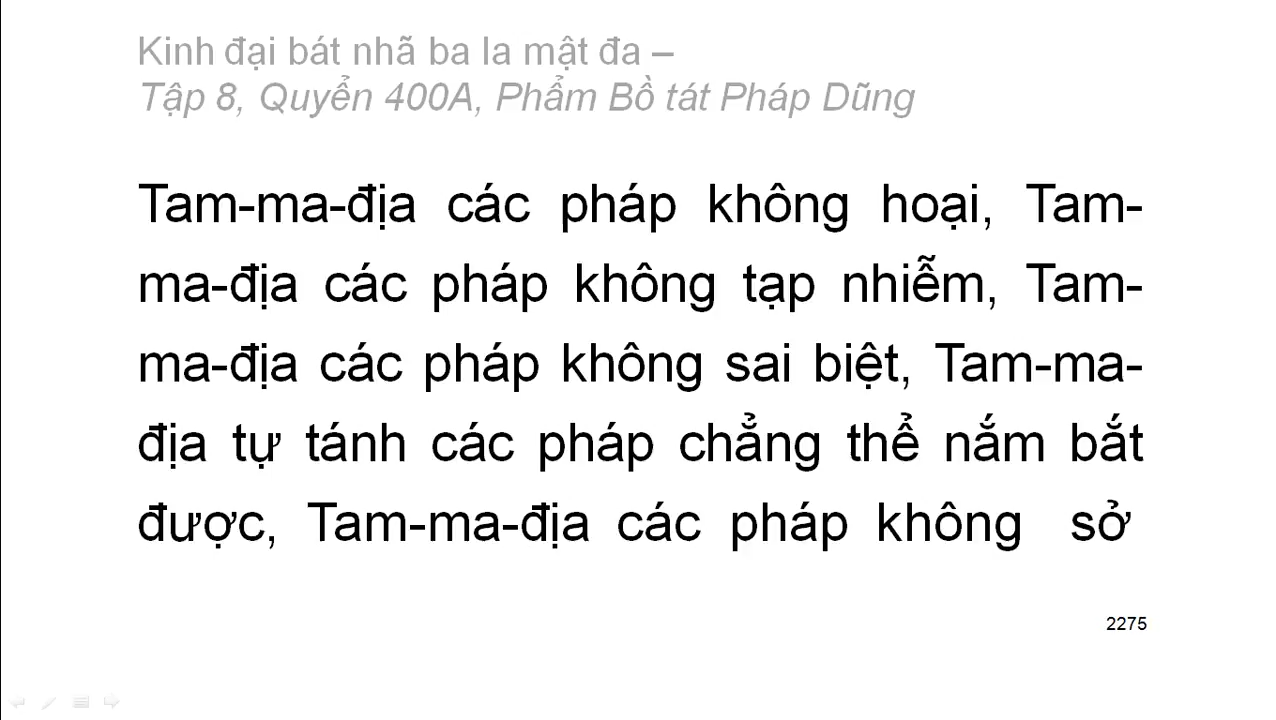 Kinh đại bát nhã ba la mật đa –
Tập 8, Quyển 400A, Phẩm Bồ tát Pháp Dũng
Tam-ma-địa các pháp không hoại, Tam-
ma-địa các pháp không tạp nhiễm, Tam-
ma-địa các pháp không sai biệt, Tam-ma-
địa tự tánh các pháp chẳng thể nắm bắt
được, Tam-ma-địa các pháp không sở
2275